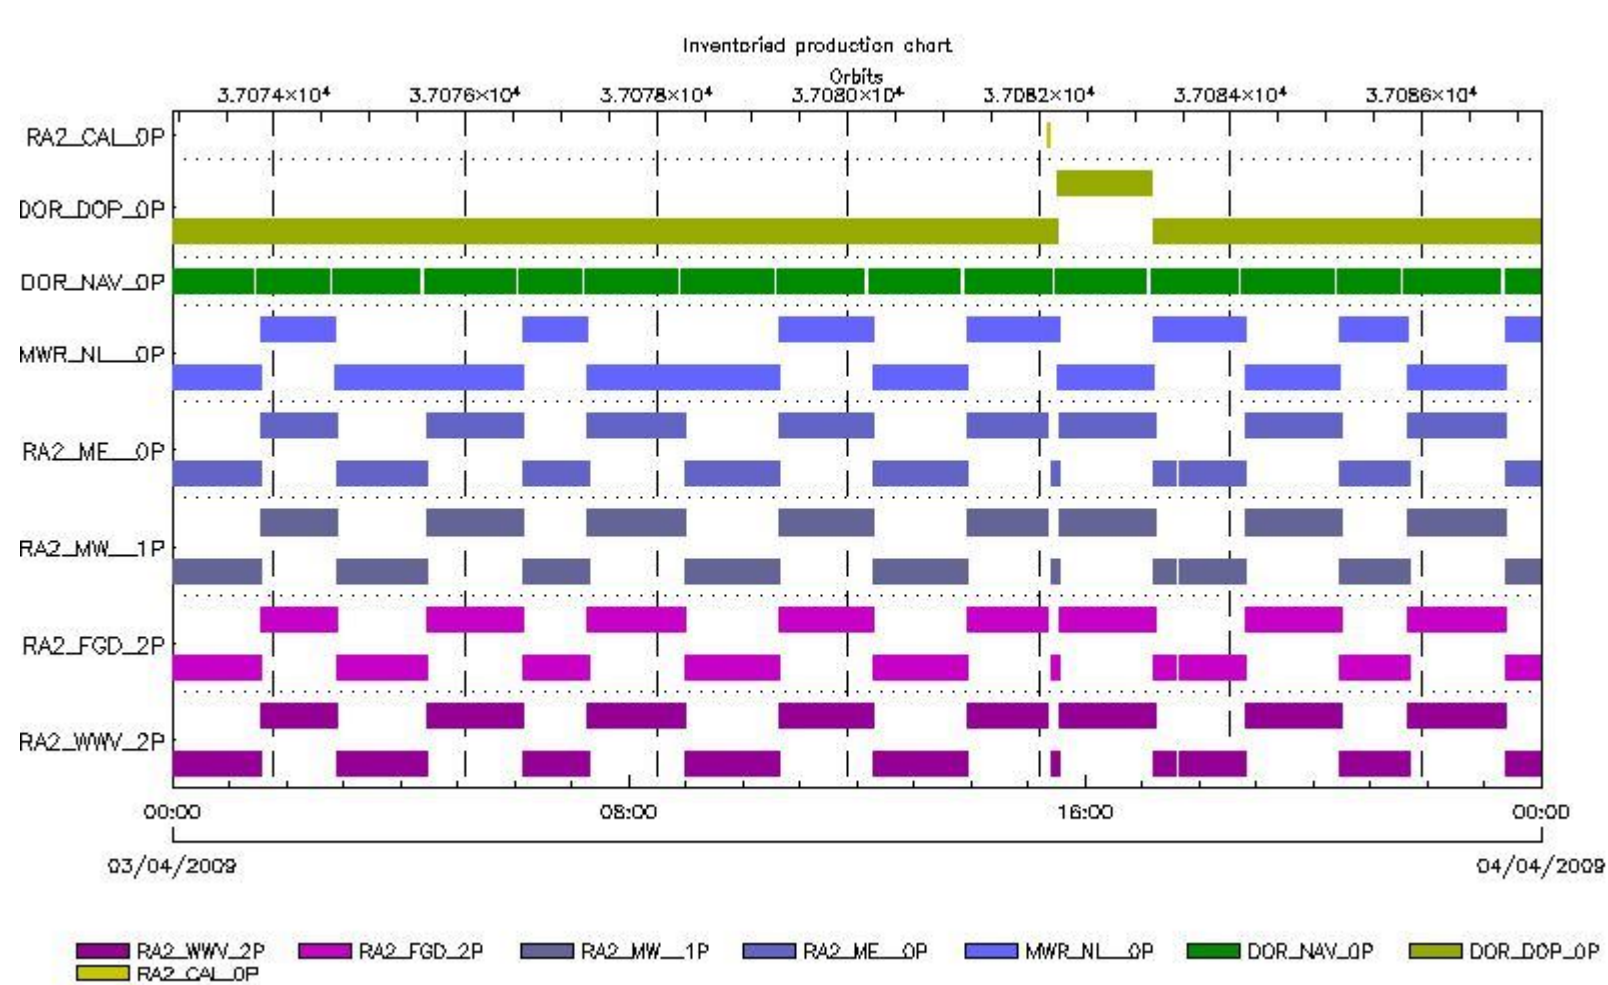 Inventoried production chart
Orbits
3.7074×10⁴ 3.7076×10⁴ 3.7078×10⁴ 3.7080×10⁴ 3.7082×10⁴ 3.7084×10⁴ 3.7086×10⁴
RA2_CAL_0P
DOR_DOP_0P
DOR_NAV_0P
MWR_NL__0P
RA2_ME__0P
RA2_MW__1P
RA2_FGD_2P
RA2_WWV_2P
00:00 08:00 16:00 00:00
03/04/2009 04/04/2009
RA2_WWV_2P RA2_FGD_2P RA2_MW__1P RA2_ME__0P MWR_NL__0P DOR_NAV_0P DOR_DOP_0P
RA2_CAL_0P